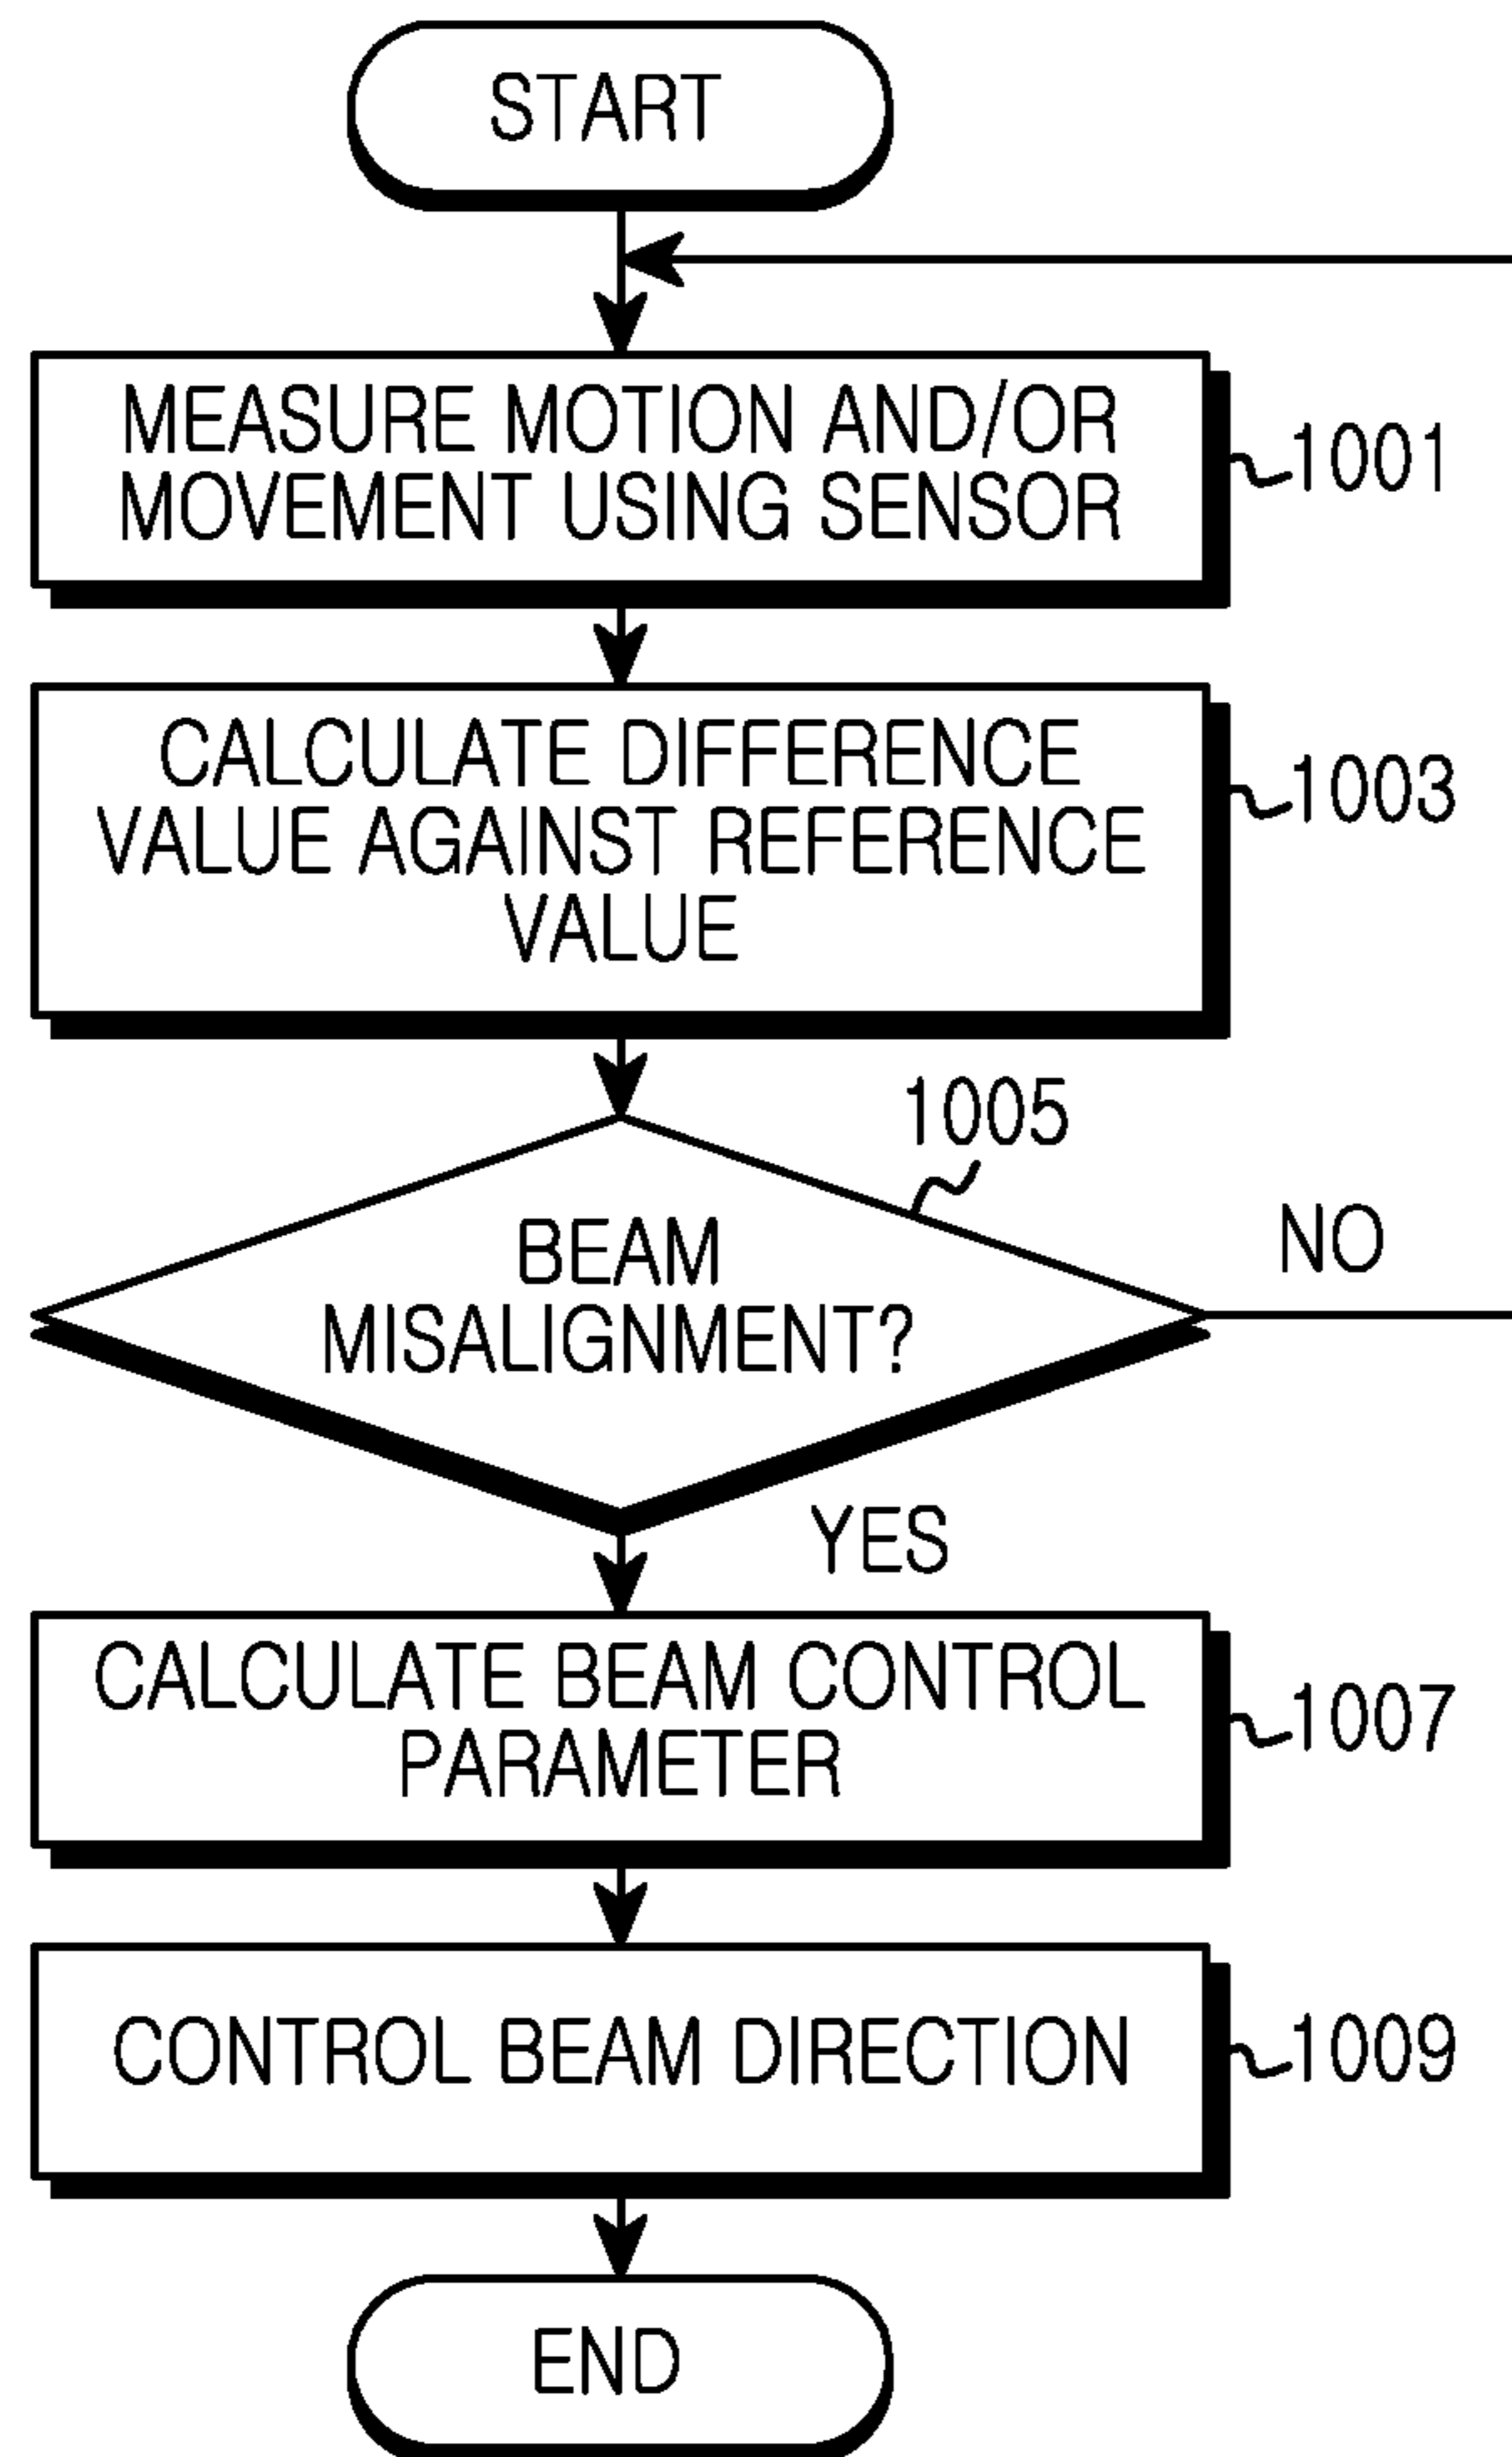 START
MEASURE MOTION AND/OR
MOVEMENT USING SENSOR
1001
CALCULATE DIFFERENCE
VALUE AGAINST REFERENCE
VALUE
1003
1005
BEAM
MISALIGNMENT?
NO
YES
CALCULATE BEAM CONTROL
PARAMETER
1007
CONTROL BEAM DIRECTION
1009
END